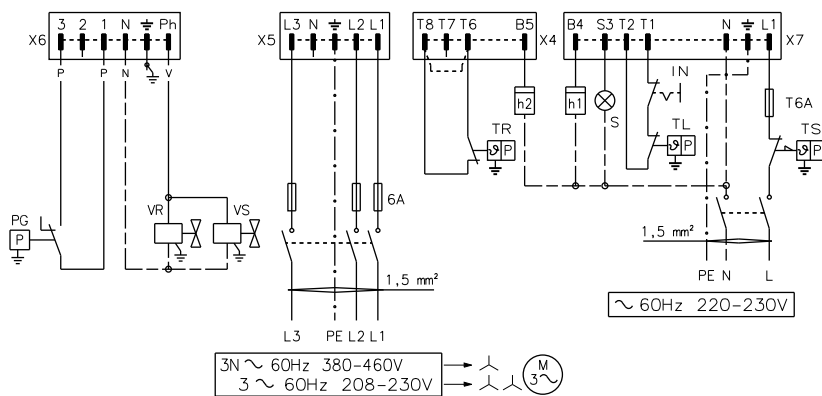 X6 3 2 1 N Ph
X5 L3 N L2 L1
T8 T7 T6 B5 X4
B4 S3 T2 T1 N L1 X7
P P N V
h2 h1 S IN T6A
TR ϑ P
TL ϑ P
TS ϑ P
6A
PG P
VR VS
1,5 mm²
1,5 mm²
PE N L
~ 60Hz 220-230V
L3 PE L2 L1
3N ~ 60Hz 380-460V
3 ~ 60Hz 208-230V
M
3~